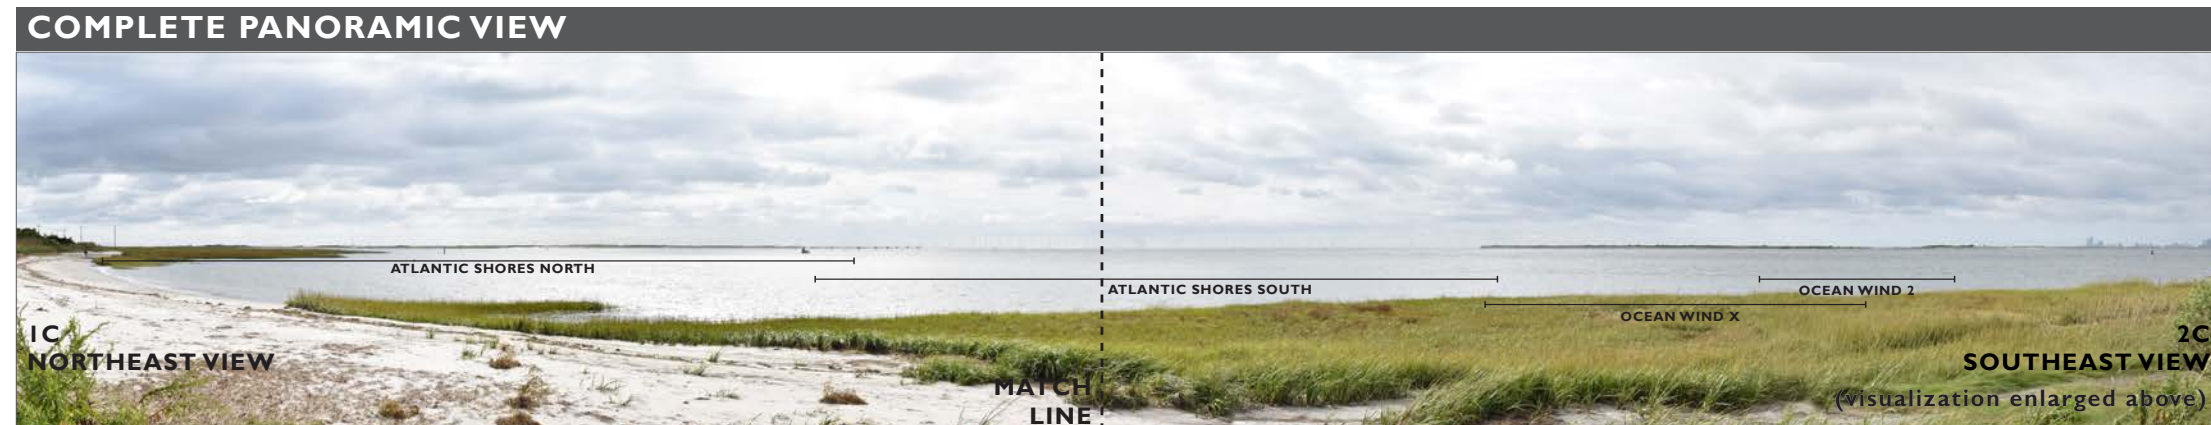 COMPLETE PANORAMIC VIEW
ATLANTIC SHORES NORTH
ATLANTIC SHORES SOUTH
OCEAN WIND 2
OCEAN WIND X
1C
NORTHEAST VIEW
MATCH
LINE
2C
SOUTHEAST VIEW
(visualization enlarged above)